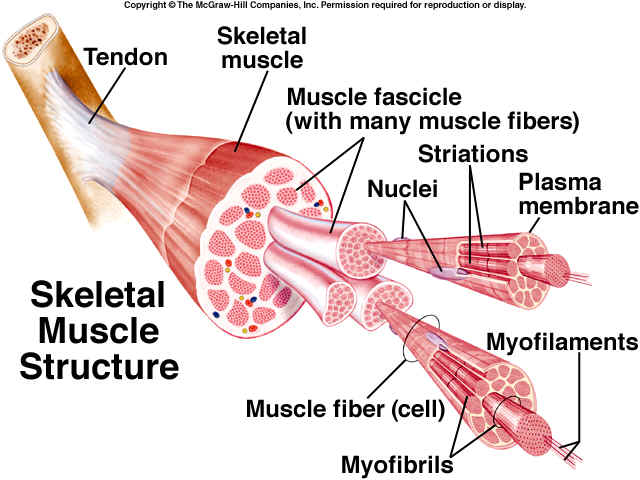 Copyright © The McGraw-Hill Companies, Inc. Permission required for reproduction or display.
Tendon
Skeletal
muscle
Muscle fascicle
(with many muscle fibers)
Striations
Nuclei
Plasma
membrane
Skeletal
Muscle
Structure
Myofilaments
Muscle fiber (cell)
Myofibrils